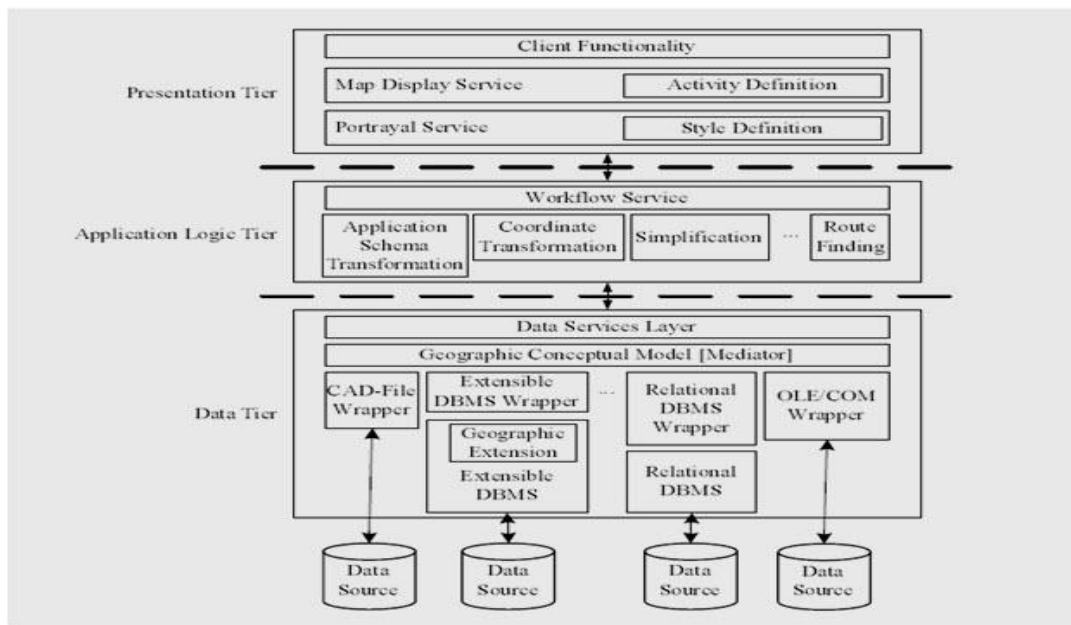 Client Functionality
Presentation Tier
Map Display Service
Activity Definition
Portrayal Service
Style Definition
Application Logic Tier
Workflow Service
Application
Schema
Transformation
Coordinate
Transformation
Simplification
...
Route
Finding
Data Tier
Data Services Layer
Geographic Conceptual Model [Mediator]
CAD-File
Wrapper
Extensible
DBMS Wrapper
...
Relational
DBMS
Wrapper
OLE/COM
Wrapper
Geographic
Extension
Extensible
DBMS
Relational
DBMS
Data
Source
Data
Source
Data
Source
Data
Source